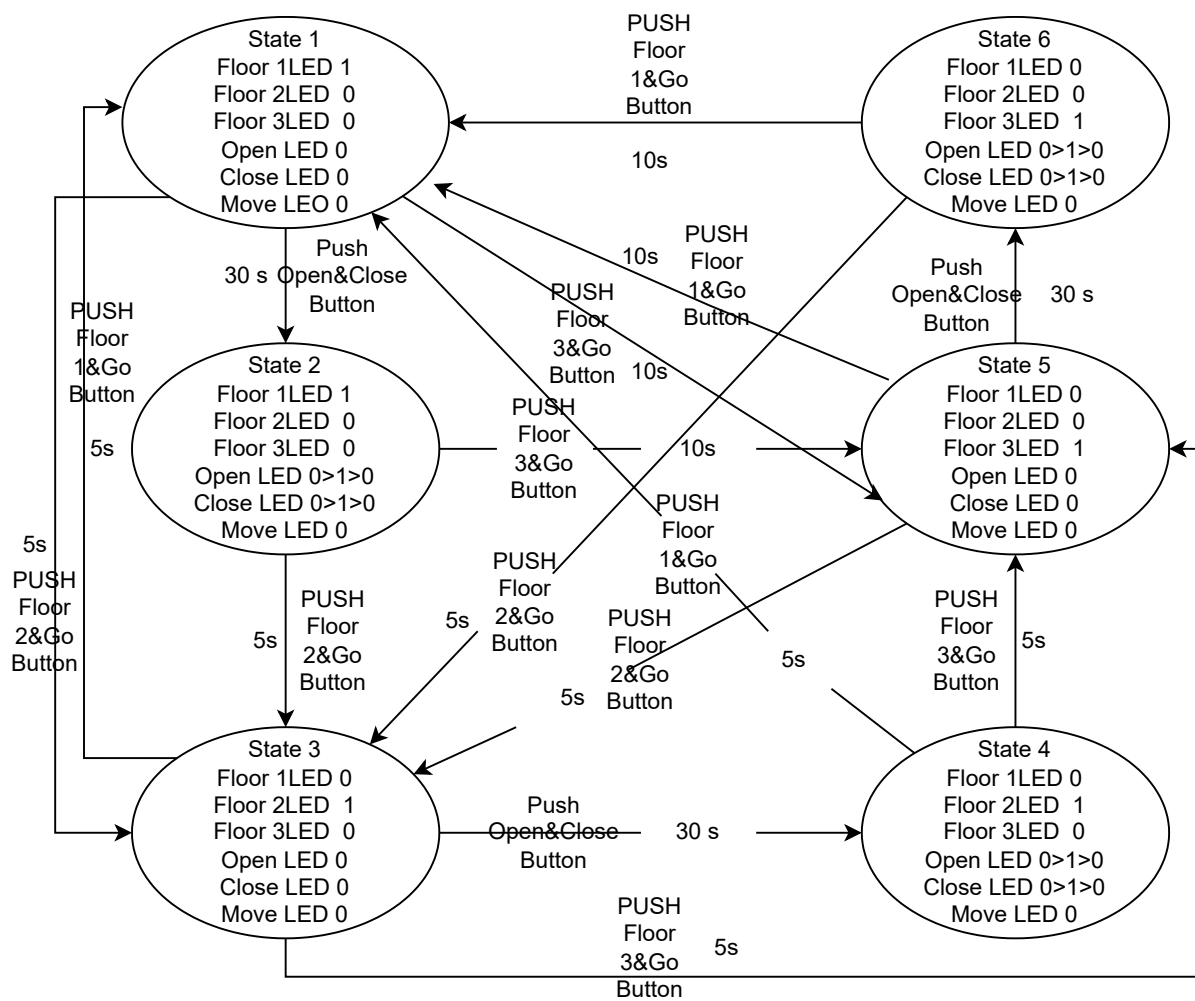 State 1
Floor 1LED 1
Floor 2LED  0
Floor 3LED  0
Open LED 0
Close LED 0
Move LEO 0
PUSH
Floor
1&Go
Button
10s
State 6
Floor 1LED 0
Floor 2LED  0
Floor 3LED  1
Open LED 0>1>0
Close LED 0>1>0
Move LED 0
30 s
Push
Open&Close
Button
PUSH
Floor
3&Go
Button
10s
10s
PUSH
Floor
1&Go
Button
Push
Open&Close
Button
30 s
PUSH
Floor
1&Go
Button
5s
State 2
Floor 1LED 1
Floor 2LED  0
Floor 3LED  0
Open LED 0>1>0
Close LED 0>1>0
Move LED 0
PUSH
Floor
3&Go
Button
10s
State 5
Floor 1LED 0
Floor 2LED  0
Floor 3LED  1
Open LED 0
Close LED 0
Move LED 0
5s
PUSH
Floor
2&Go
Button
5s
PUSH
Floor
2&Go
Button
5s
PUSH
Floor
2&Go
Button
PUSH
Floor
1&Go
Button
5s
PUSH
Floor
2&Go
Button
5s
PUSH
Floor
3&Go
Button
5s
State 3
Floor 1LED 0
Floor 2LED  1
Floor 3LED  0
Open LED 0
Close LED 0
Move LED 0
Push
Open&Close
Button
30 s
State 4
Floor 1LED 0
Floor 2LED  1
Floor 3LED  0
Open LED 0>1>0
Close LED 0>1>0
Move LED 0
PUSH
Floor
3&Go
Button
5s